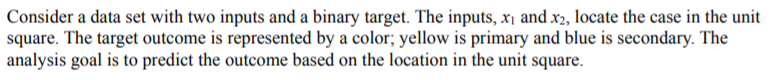 Consider a data set with two inputs and a binary target. The inputs, x₁ and x₂, locate the case in the unit
square. The target outcome is represented by a color; yellow is primary and blue is secondary. The
analysis goal is to predict the outcome based on the location in the unit square.